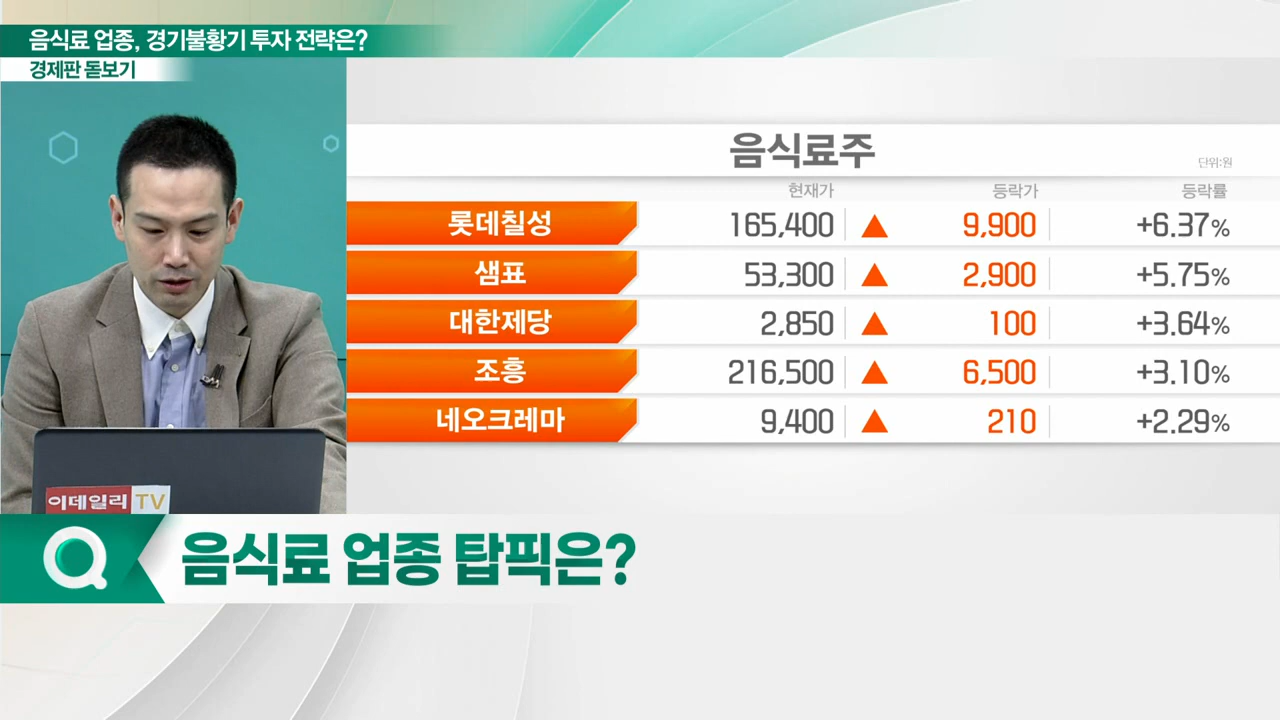 음식료 업종, 경기불황기 투자 전략은?
경제판 돋보기
음식료주
단위:원
현재가 등락가 등락률
롯데칠성 165,400 ▲ 9,900 +6.37%
샘표 53,300 ▲ 2,900 +5.75%
대한제당 2,850 ▲ 100 +3.64%
조흥 216,500 ▲ 6,500 +3.10%
네오크레마 9,400 ▲ 210 +2.29%
이데일리TV
Q 음식료 업종 탑픽은?